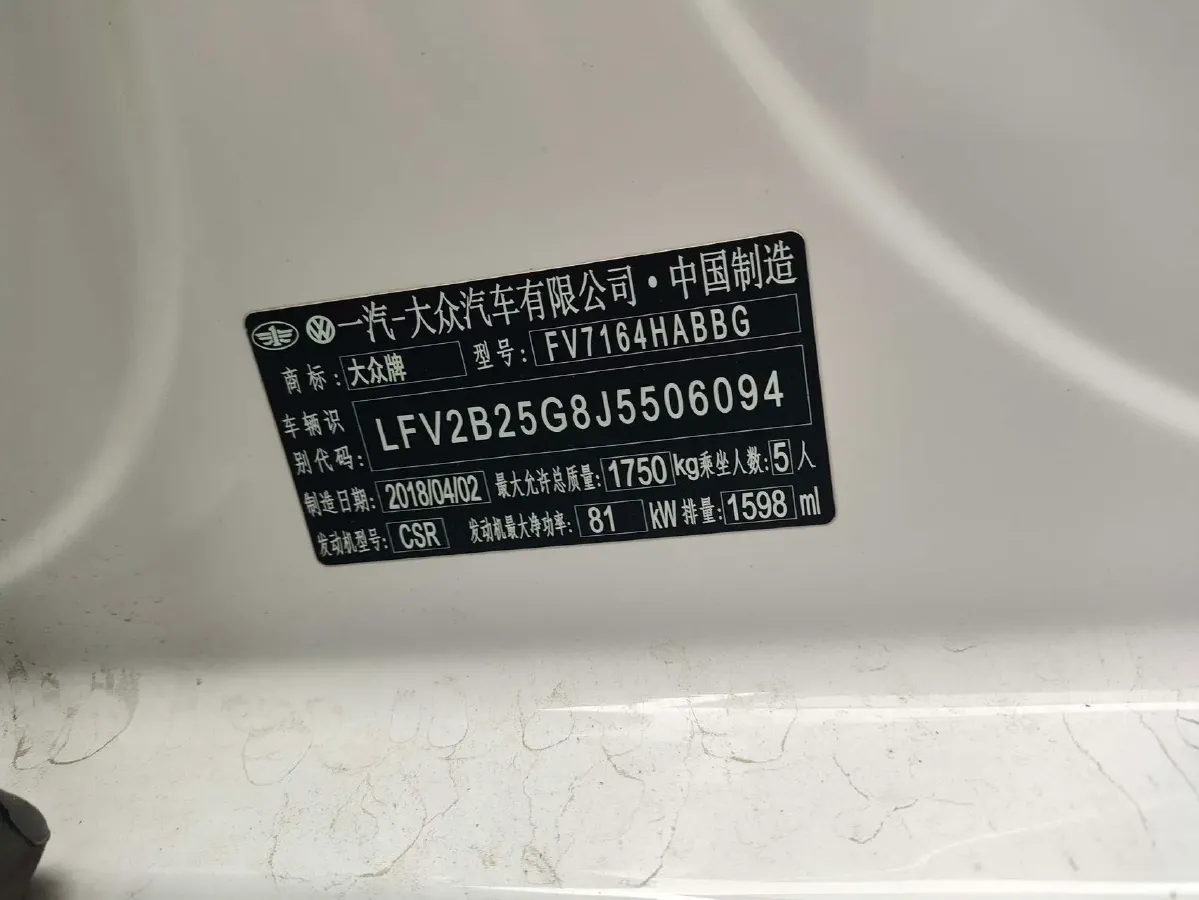 一汽-大众汽车有限公司·中国制造
商标: 大众牌 型号: FV7164HABBG
车辆识别代码: LFV2B25G8J5506094
制造日期: 2018/04/02 最大允许总质量: 1750 kg 乘坐人数: 5 人
发动机型号: CSR 发动机最大净功率: 81 kW 排量: 1598 ml